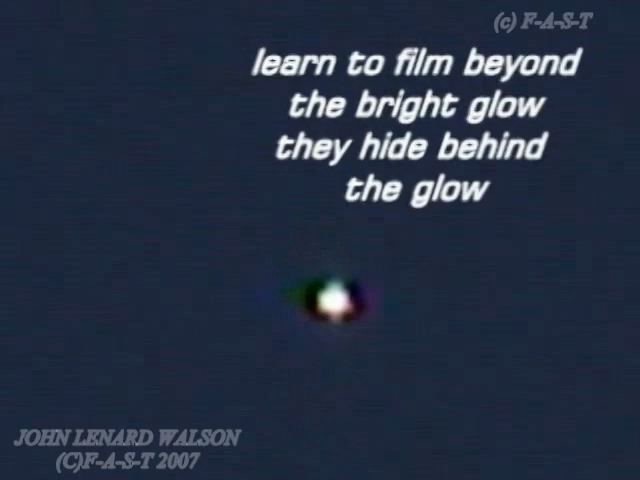 (c) F-A-S-T
learn to film beyond
the bright glow
they hide behind
the glow
JOHN LENARD WALSON
(C)F-A-S-T 2007